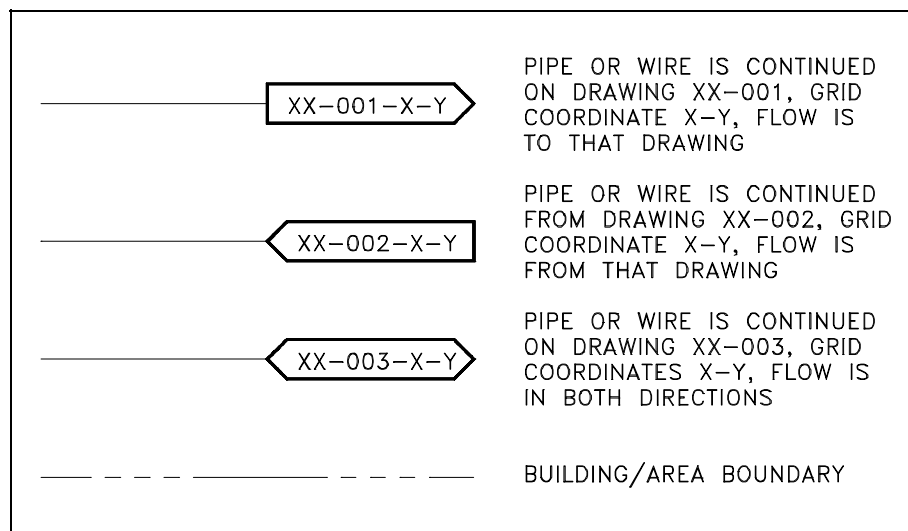 XX-001-X-Y
PIPE OR WIRE IS CONTINUED
ON DRAWING XX-001, GRID
COORDINATE X-Y, FLOW IS
TO THAT DRAWING
XX-002-X-Y
PIPE OR WIRE IS CONTINUED
FROM DRAWING XX-002, GRID
COORDINATE X-Y, FLOW IS
FROM THAT DRAWING
XX-003-X-Y
PIPE OR WIRE IS CONTINUED
ON DRAWING XX-003, GRID
COORDINATES X-Y, FLOW IS
IN BOTH DIRECTIONS
BUILDING/AREA BOUNDARY